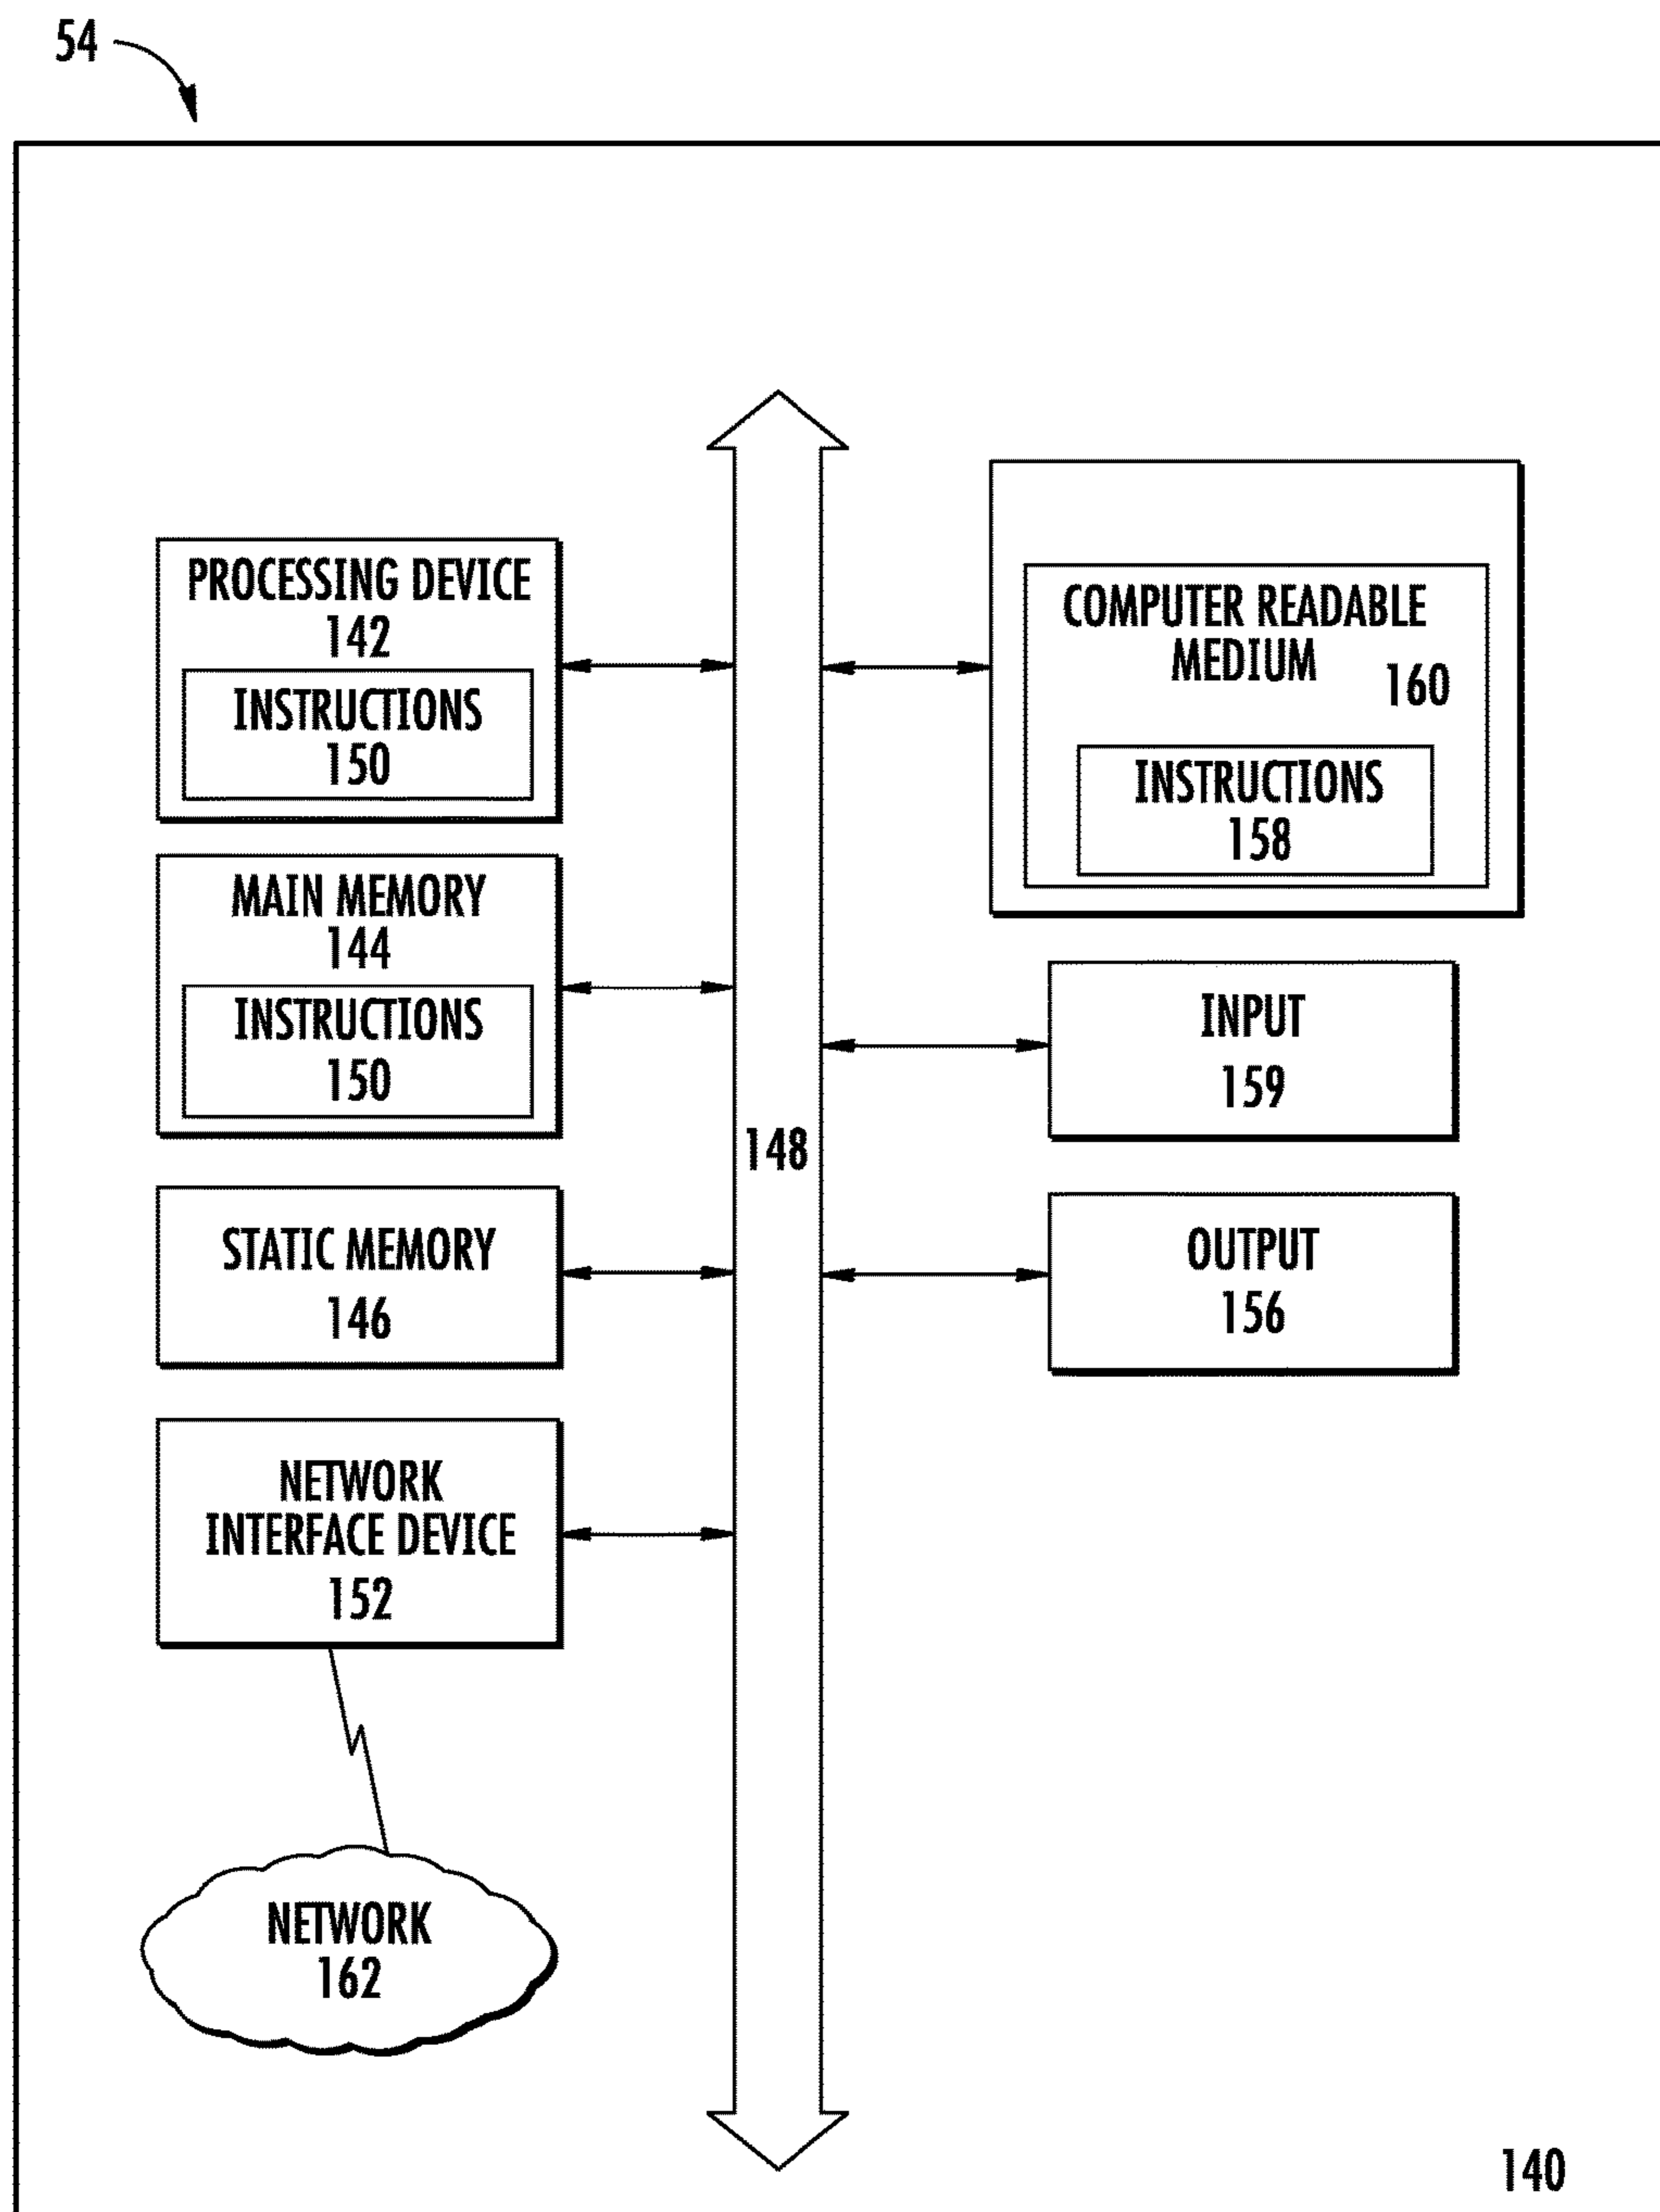 54
PROCESSING DEVICE
142
INSTRUCTIONS
150
MAIN MEMORY
144
INSTRUCTIONS
150
STATIC MEMORY
146
NETWORK
INTERFACE DEVICE
152
NETWORK
162
148
COMPUTER READABLE
MEDIUM
160
INSTRUCTIONS
158
INPUT
159
OUTPUT
156
140